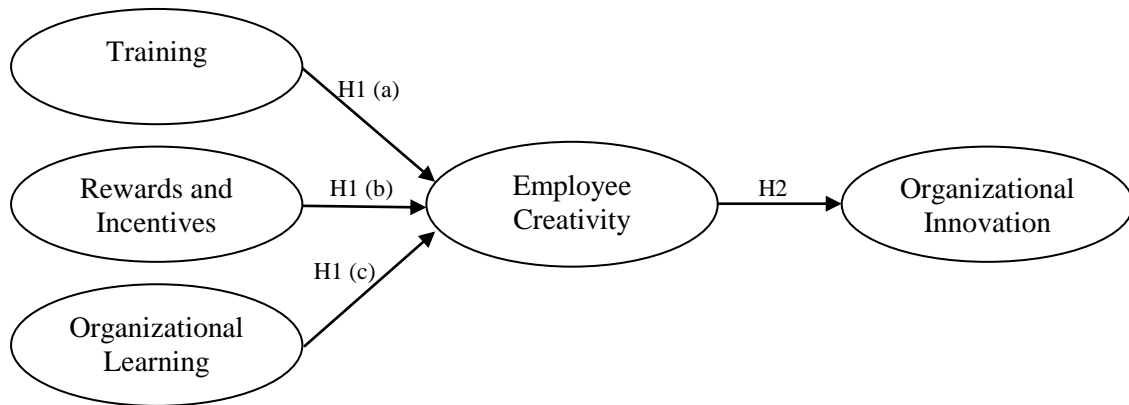 Training
H1 (a)
Rewards and
Incentives
H1 (b)
Employee
Creativity
H2
Organizational
Innovation
H1 (c)
Organizational
Learning